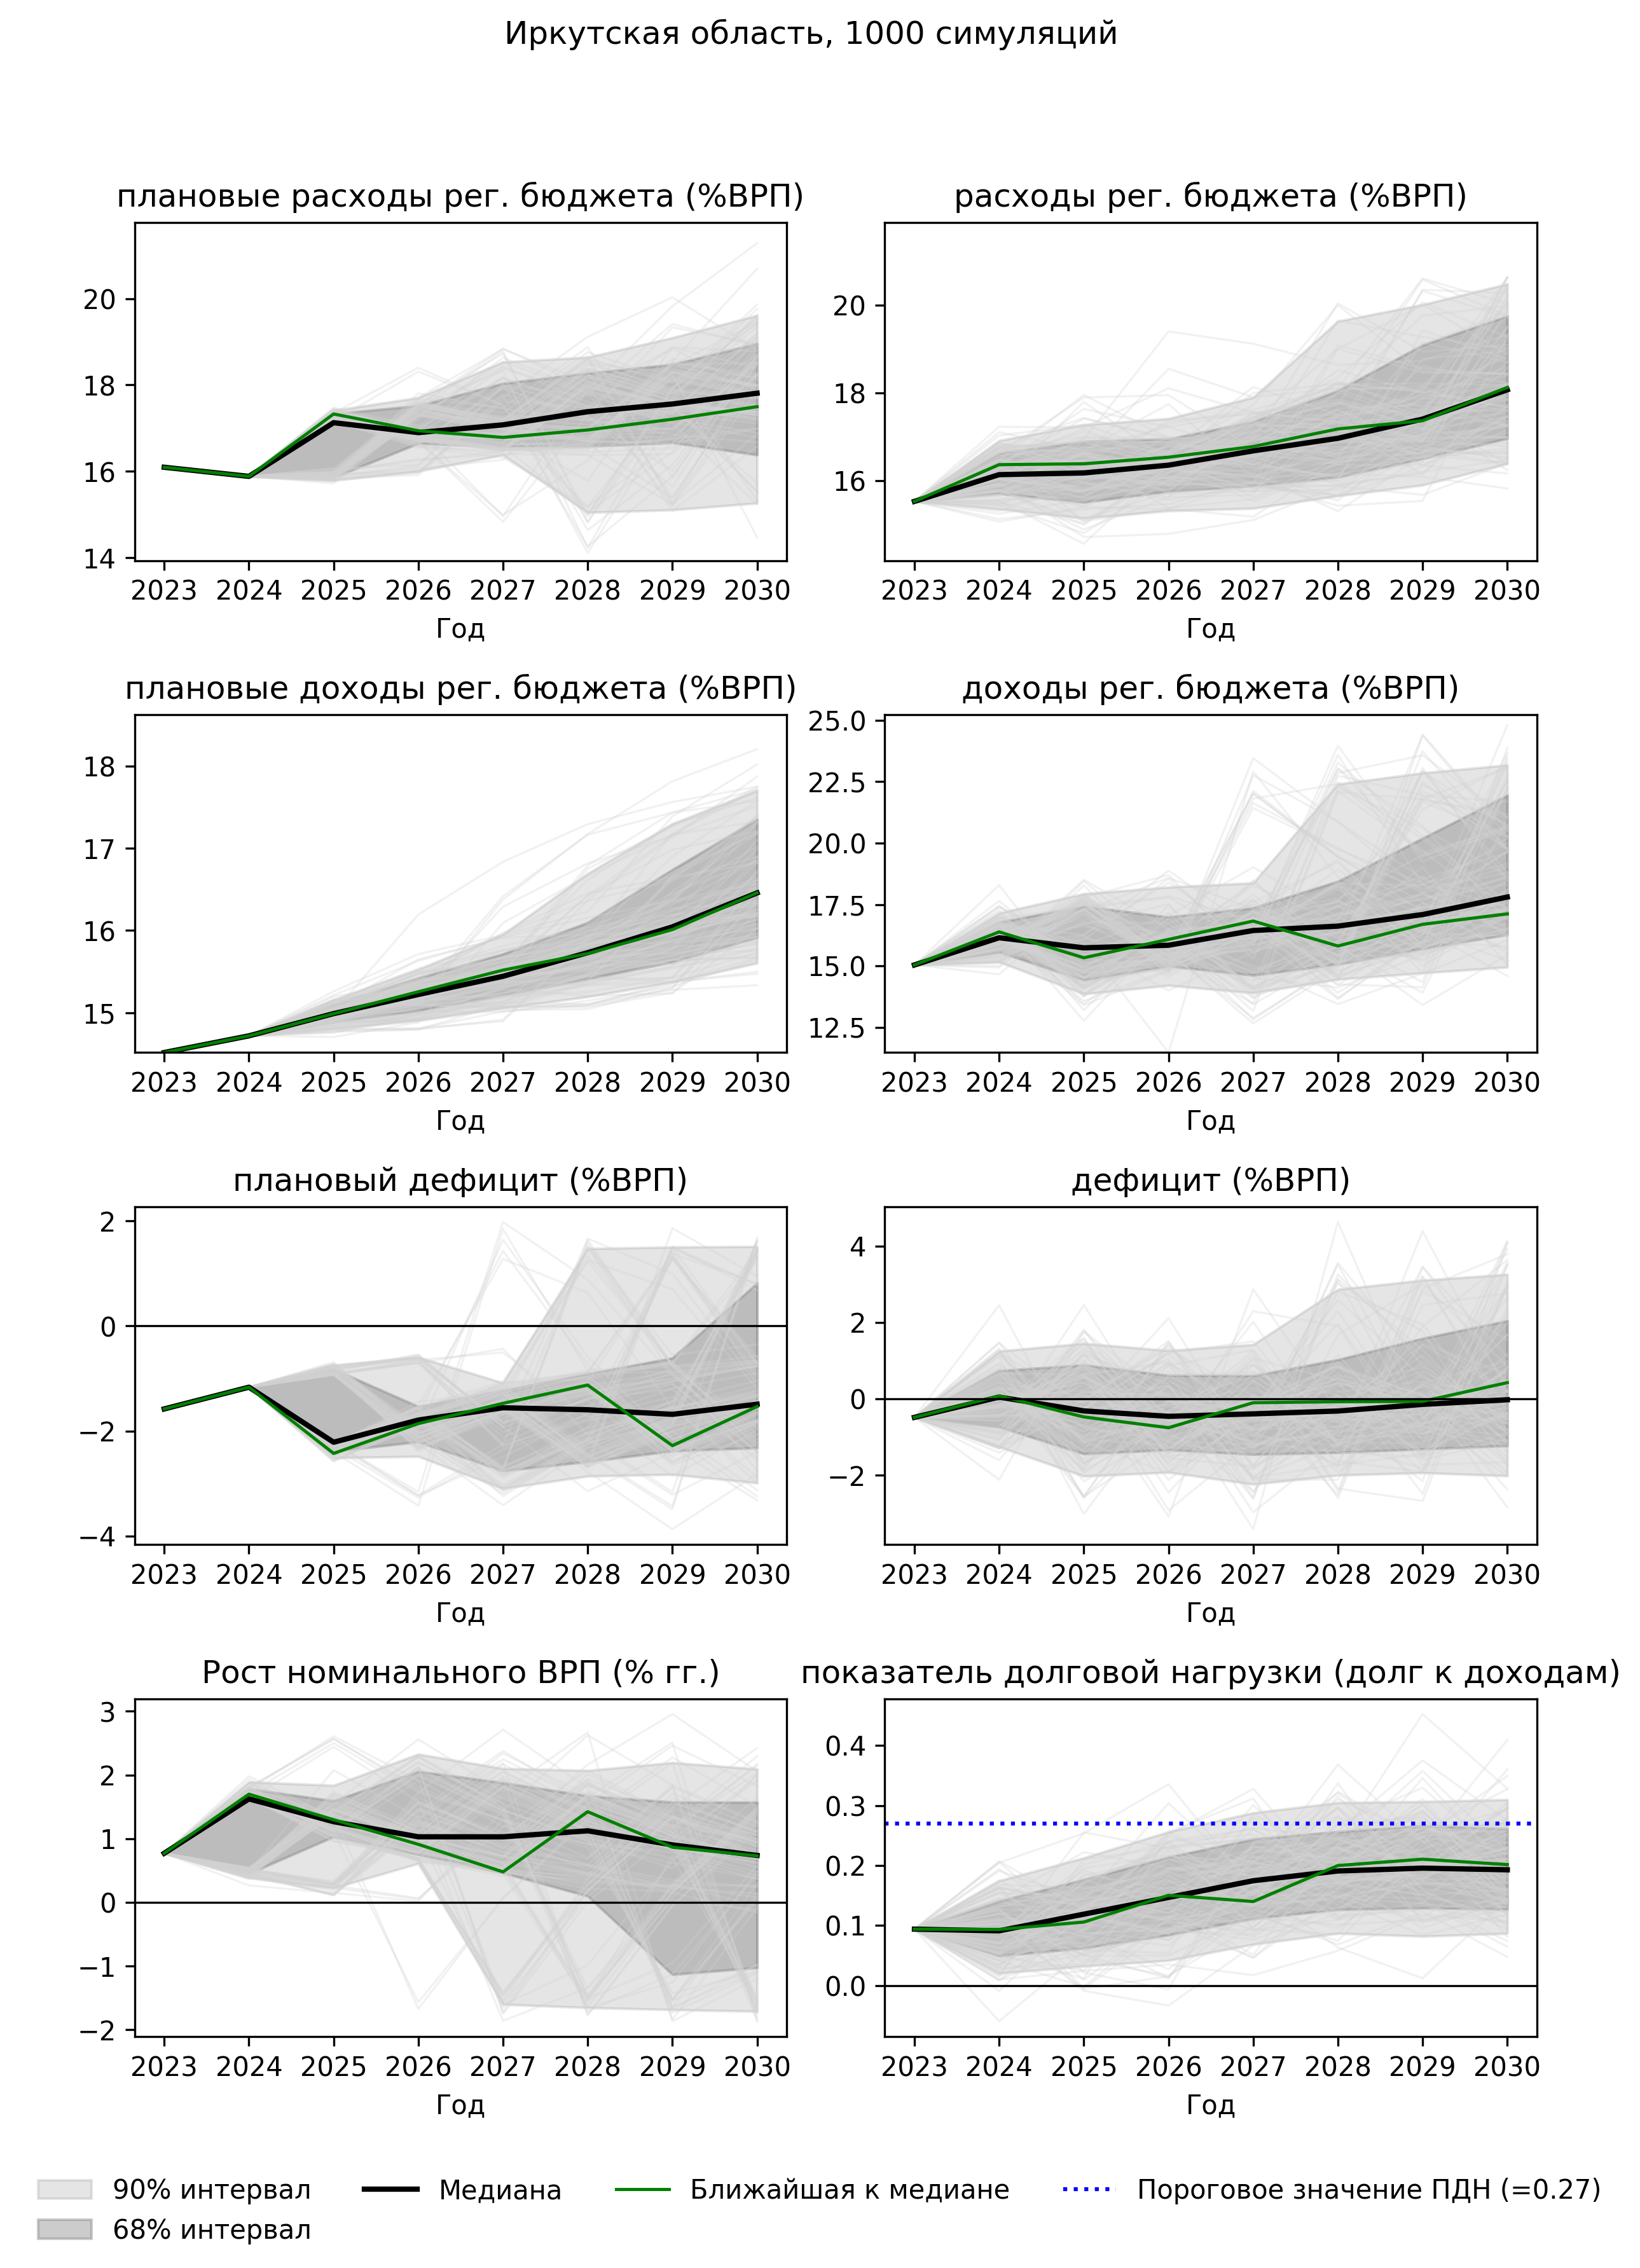 Иркутская область, 1000 симуляций
плановые расходы рег. бюджета (%ВРП)
20
18
16
14
2023 2024 2025 2026 2027 2028 2029 2030
Год
расходы рег. бюджета (%ВРП)
20
18
16
2023 2024 2025 2026 2027 2028 2029 2030
Год
плановые доходы рег. бюджета (%ВРП)
18
17
16
15
2023 2024 2025 2026 2027 2028 2029 2030
Год
доходы рег. бюджета (%ВРП)
25.0
22.5
20.0
17.5
15.0
12.5
2023 2024 2025 2026 2027 2028 2029 2030
Год
плановый дефицит (%ВРП)
2
0
−2
−4
2023 2024 2025 2026 2027 2028 2029 2030
Год
дефицит (%ВРП)
4
2
0
−2
2023 2024 2025 2026 2027 2028 2029 2030
Год
Рост номинального ВРП (% гг.)
3
2
1
0
−1
−2
2023 2024 2025 2026 2027 2028 2029 2030
Год
показатель долговой нагрузки (долг к доходам)
0.4
0.3
0.2
0.1
0.0
2023 2024 2025 2026 2027 2028 2029 2030
Год
90% интервал
68% интервал
Медиана
Ближайшая к медиане
Пороговое значение ПДН (=0.27)